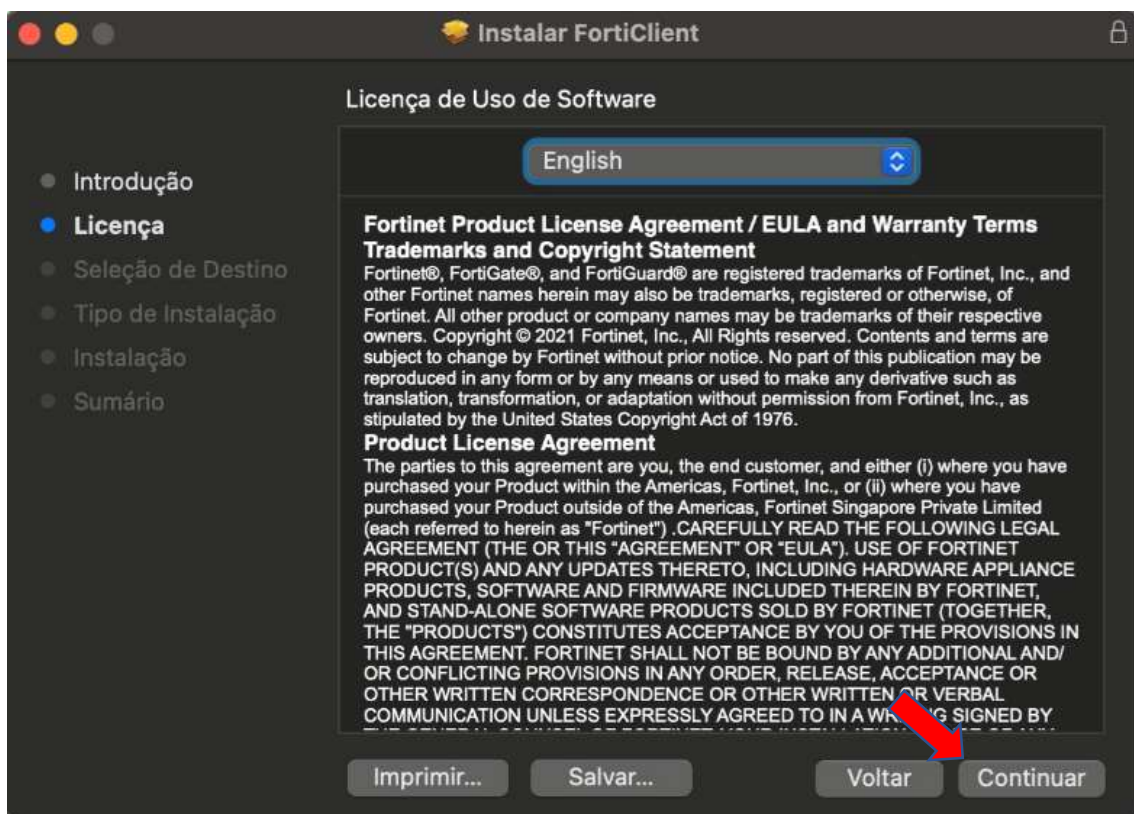 Instalar FortiClient
Licença de Uso de Software
Introdução
Licença
Seleção de Destino
Tipo de Instalação
Instalação
Sumário
English
Fortinet Product License Agreement / EULA and Warranty Terms
Trademarks and Copyright Statement
Fortinet®, FortiGate®, and FortiGuard® are registered trademarks of Fortinet, Inc., and
other Fortinet names herein may also be trademarks, registered or otherwise, of
Fortinet. All other product or company names may be trademarks of their respective
owners. Copyright © 2021 Fortinet, Inc., All Rights reserved. Contents and terms are
subject to change by Fortinet without prior notice. No part of this publication may be
reproduced in any form or by any means or used to make any derivative such as
translation, transformation, or adaptation without permission from Fortinet, Inc., as
stipulated by the United States Copyright Act of 1976.
Product License Agreement
The parties to this agreement are you, the end customer, and either (i) where you have
purchased your Product within the Americas, Fortinet, Inc., or (ii) where you have
purchased your Product outside of the Americas, Fortinet Singapore Private Limited
(each referred to herein as "Fortinet") .CAREFULLY READ THE FOLLOWING LEGAL
AGREEMENT (THE OR THIS "AGREEMENT" OR "EULA"). USE OF FORTINET
PRODUCT(S) AND ANY UPDATES THERETO, INCLUDING HARDWARE APPLIANCE
PRODUCTS, SOFTWARE AND FIRMWARE INCLUDED THEREIN BY FORTINET,
AND STAND-ALONE SOFTWARE PRODUCTS SOLD BY FORTINET (TOGETHER,
THE "PRODUCTS") CONSTITUTES ACCEPTANCE BY YOU OF THE PROVISIONS IN
THIS AGREEMENT. FORTINET SHALL NOT BE BOUND BY ANY ADDITIONAL AND/
OR CONFLICTING PROVISIONS IN ANY ORDER, RELEASE, ACCEPTANCE OR
OTHER WRITTEN CORRESPONDENCE OR OTHER WRITTEN OR VERBAL
COMMUNICATION UNLESS EXPRESSLY AGREED TO IN A SIGNED BY
Imprimir...
Salvar...
Voltar
Continuar